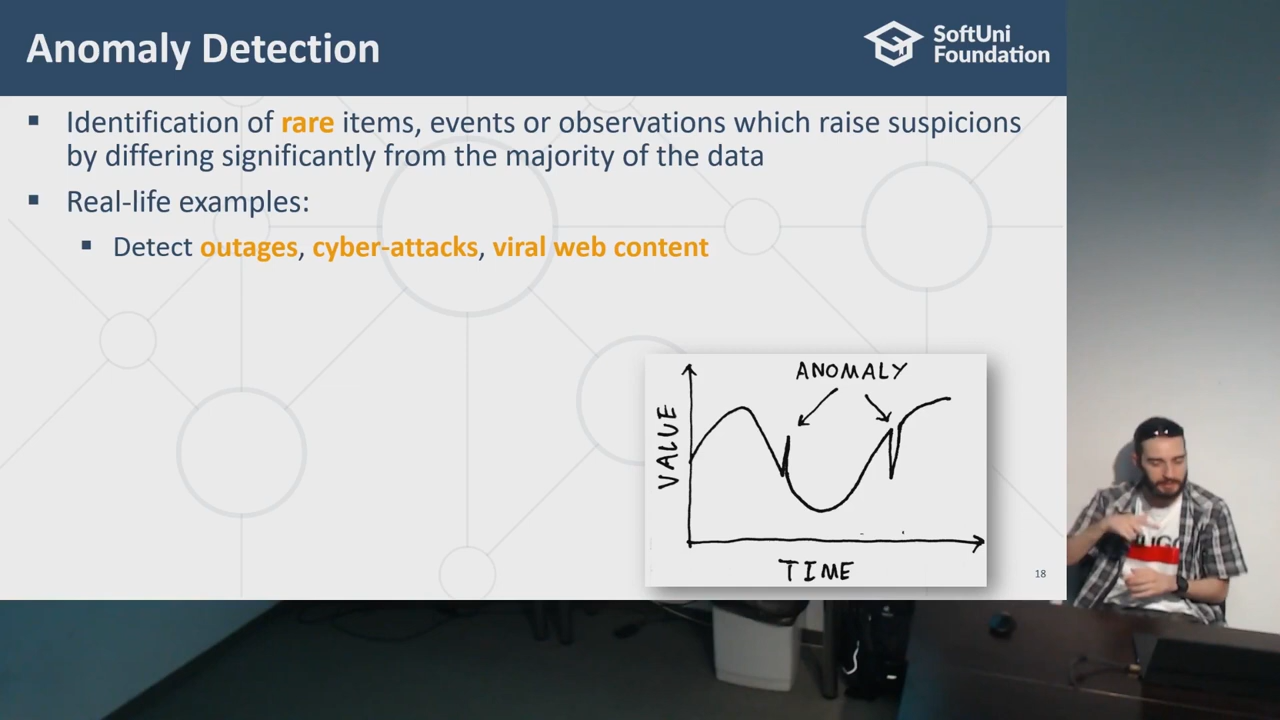 Anomaly Detection
SoftUni
Foundation
▪ Identification of rare items, events or observations which raise suspicions
by differing significantly from the majority of the data
▪ Real-life examples:
▪ Detect outages, cyber-attacks, viral web content
ANOMALY
VALUE
TIME
18